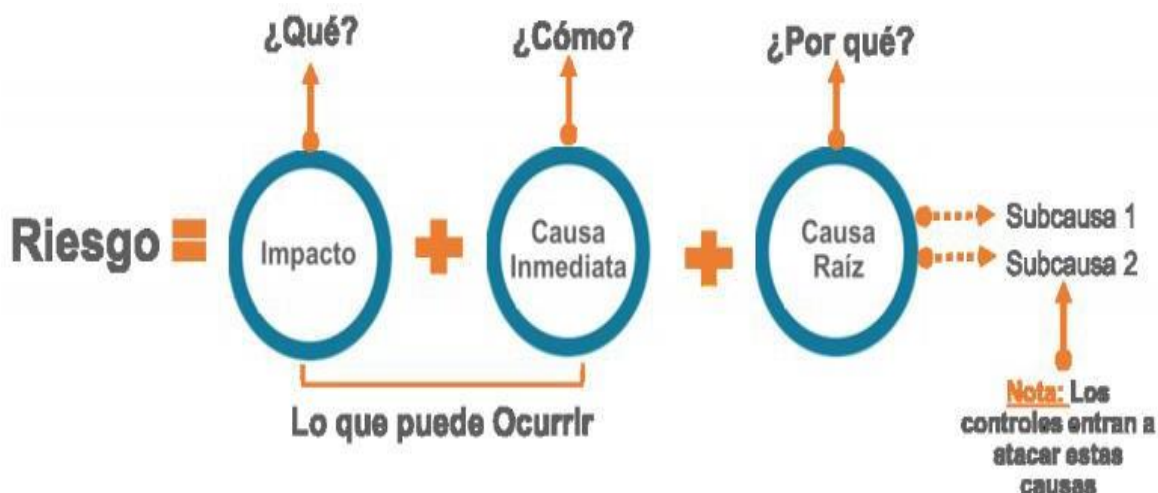 ¿Qué?
¿Cómo?
¿Por qué?
Riesgo =
Impacto
+
Causa
Inmediata
+
Causa
Raíz
Subcausa 1
Subcausa 2
Lo que puede Ocurrir
Nota: Los
controles entran a
atacar estas
causas